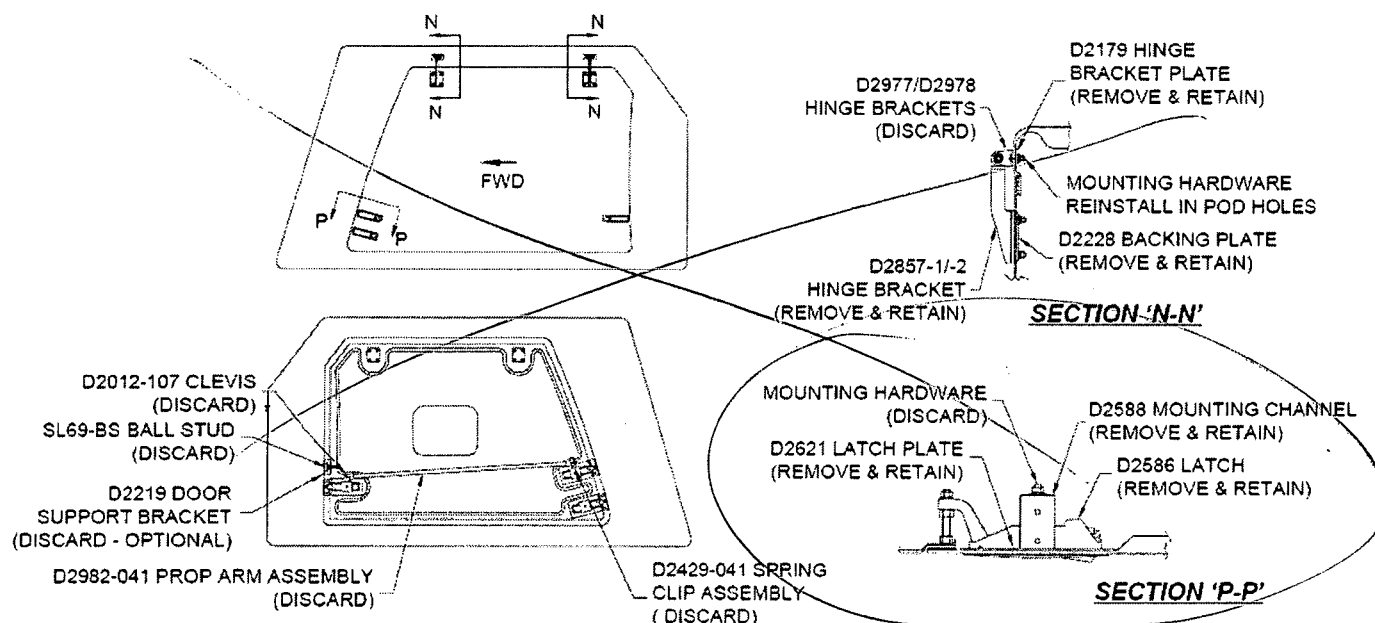 N
N
N
N
FWD
P
P
D2977/D2978
HINGE BRACKETS
(DISCARD)
D2179 HINGE
BRACKET PLATE
(REMOVE & RETAIN)
MOUNTING HARDWARE
REINSTALL IN POD HOLES
D2228 BACKING PLATE
(REMOVE & RETAIN)
D2857-1/-2
HINGE BRACKET
(REMOVE & RETAIN)
SECTION 'N-N'
D2012-107 CLEVIS
(DISCARD)
SL69-BS BALL STUD
(DISCARD)
D2219 DOOR
SUPPORT BRACKET
(DISCARD - OPTIONAL)
D2982-041 PROP ARM ASSEMBLY
(DISCARD)
D2429-041 SPRING
CLIP ASSEMBLY
( DISCARD)
MOUNTING HARDWARE
(DISCARD)
D2621 LATCH PLATE
(REMOVE & RETAIN)
D2588 MOUNTING CHANNEL
(REMOVE & RETAIN)
D2586 LATCH
(REMOVE & RETAIN)
SECTION 'P-P'